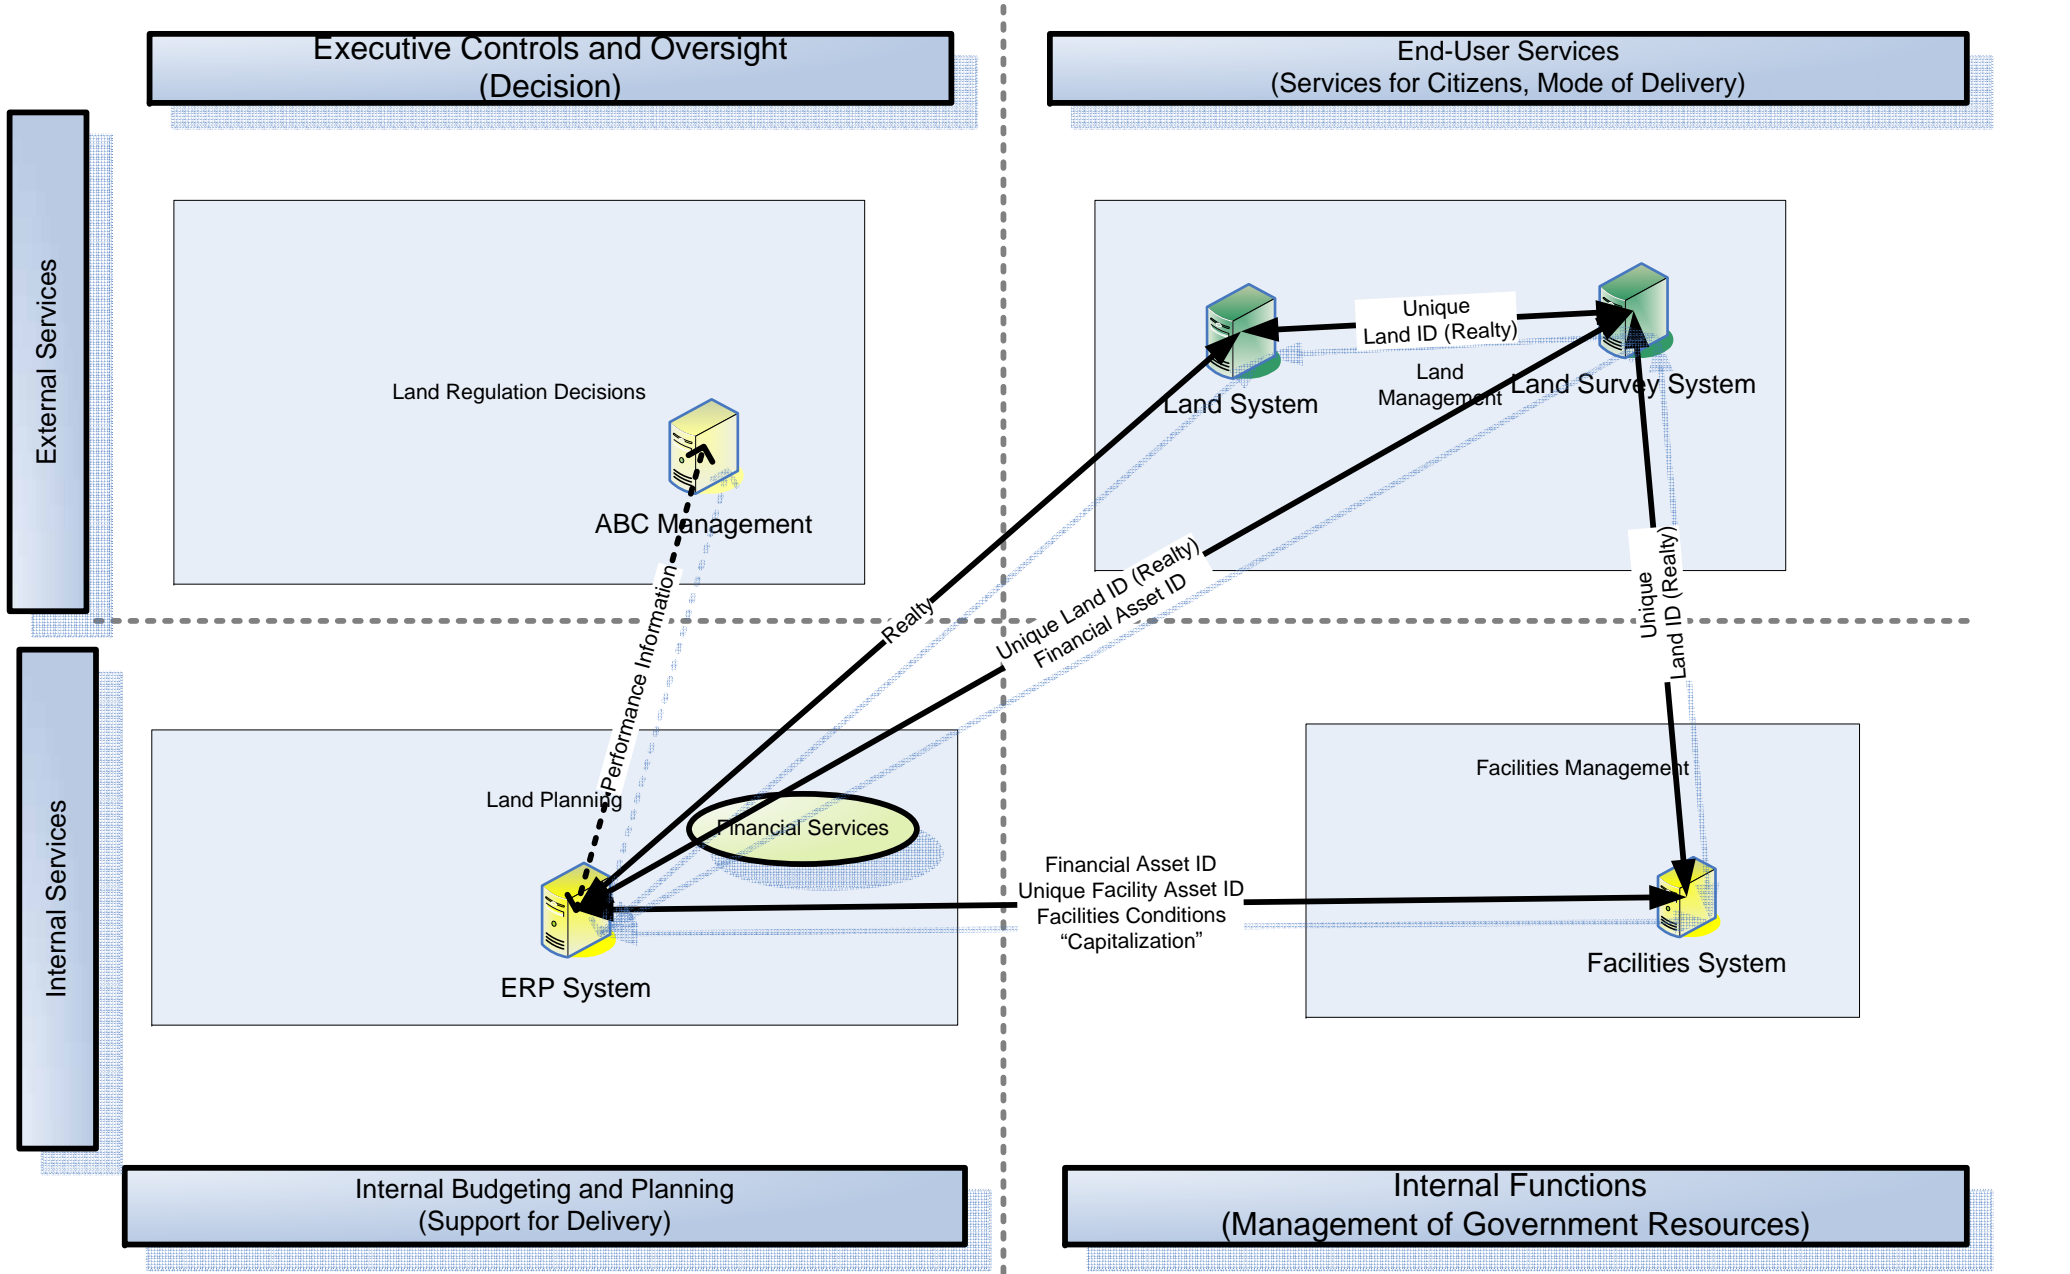 Executive Controls and Oversight
(Decision)
End-User Services
(Services for Citizens, Mode of Delivery)
External Services
Land Regulation Decisions
ABC Management
Unique
Land ID (Realty)
Land
Management
Land System
Land Survey System
Performance Information
Realty
Unique Land ID (Realty)
Financial Asset ID
Unique
Land ID (Realty)
Internal Services
Land Planning
Financial Services
ERP System
Financial Asset ID
Unique Facility Asset ID
Facilities Conditions
“Capitalization”
Facilities Management
Facilities System
Internal Budgeting and Planning
(Support for Delivery)
Internal Functions
(Management of Government Resources)